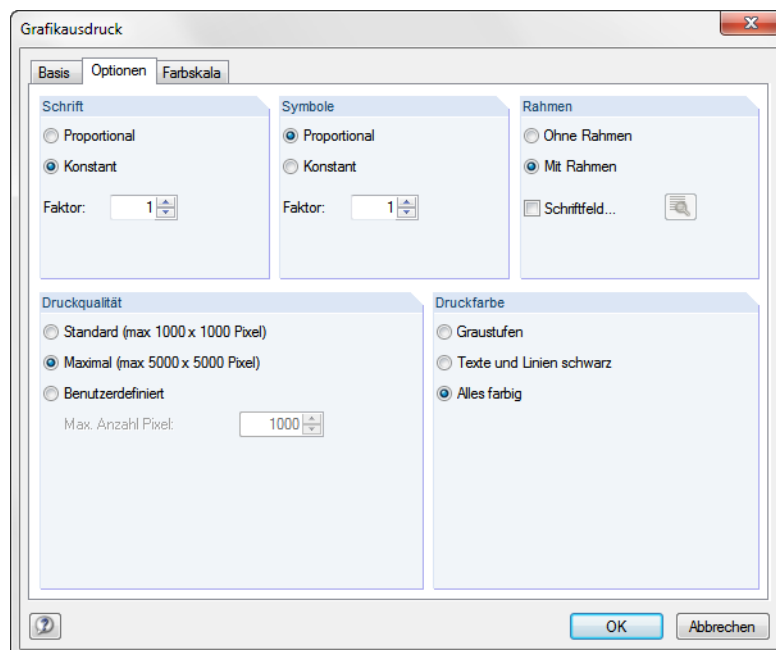 Grafikausdruck
Basis Optionen Farbskala
Schrift
Proportional
Konstant
Faktor: 1
Symbole
Proportional
Konstant
Faktor: 1
Rahmen
Ohne Rahmen
Mit Rahmen
Schriftfeld...
Druckqualität
Standard (max 1000 x 1000 Pixel)
Maximal (max 5000 x 5000 Pixel)
Benutzerdefiniert
Max. Anzahl Pixel: 1000
Druckfarbe
Graustufen
Texte und Linien schwarz
Alles farbig
OK Abbrechen